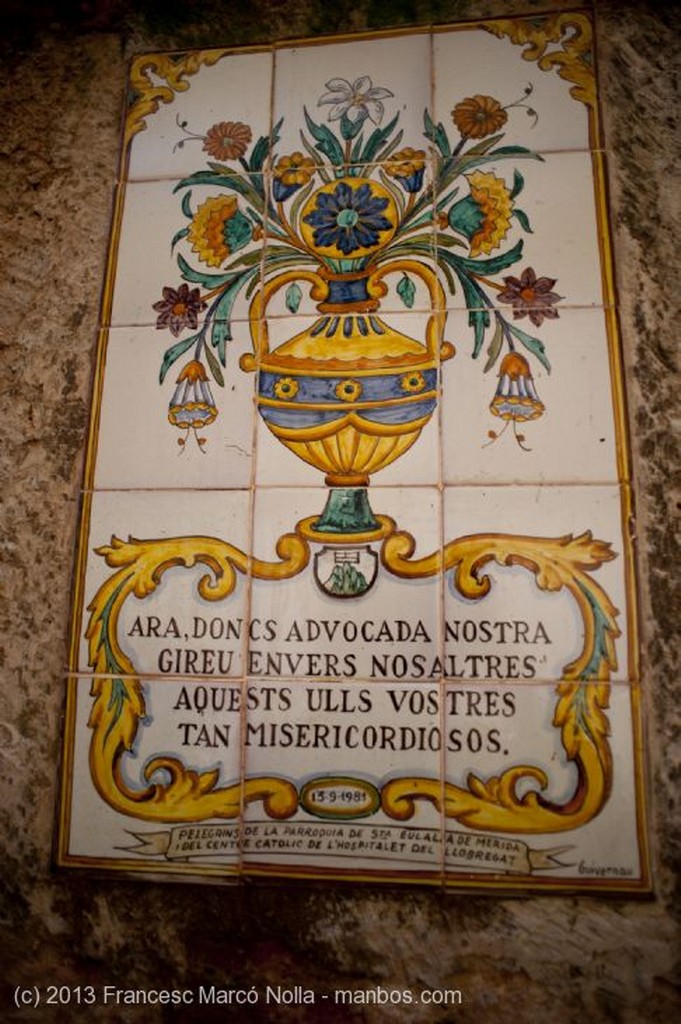 ARA, DONCS ADVOCADA NOSTRA
GIREU ENVERS NOSALTRES
AQUESTS ULLS VOSTRES
TAN MISERICORDIOSOS.
13-9-1981
PELEGRINS DE LA PARROQUIA DE STA EULALIA DE MERIDA
I DEL CENTRE CATOLIC DE L'HOSPITALET DEL LLOBREGAT
Guivernau
(c) 2013 Francesc Marcó Nolla - manbos.com